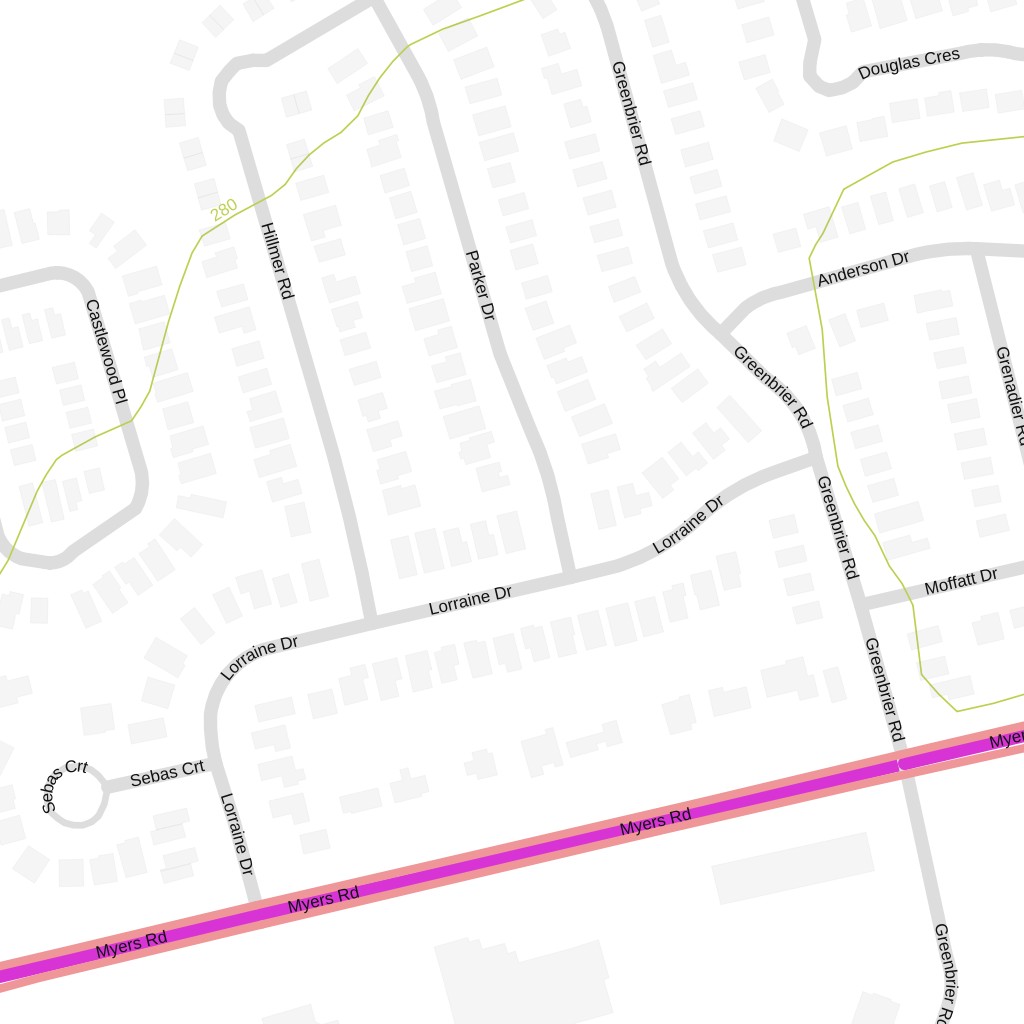 Douglas Cres
Greenbrier Rd
280
Hillmer Rd
Parker Dr
Anderson Dr
Castlewood Pl
Greenbrier Rd
Grenadier Rd
Greenbrier Rd
Lorraine Dr
Moffatt Dr
Lorraine Dr
Lorraine Dr
Greenbrier Rd
Myer
Sebas Crt
Sebas Crt
Lorraine Dr
Myers Rd
Myers Rd
Myers Rd
Greenbrier Rd